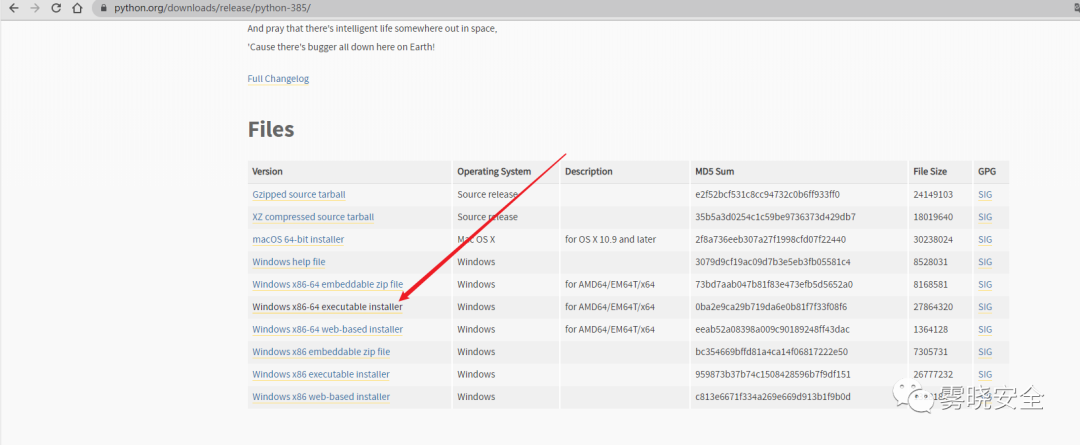 python.org/downloads/release/python-385/
And pray that there's intelligent life somewhere out in space,
'Cause there's bugger all down here on Earth!
Full Changelog
Files
Version Operating System Description MD5 Sum File Size GPG
Gzipped source tarball Source release e2f52bcf531c8cc94732c0b6ff933ff0 24149103 SIG
XZ compressed source tarball Source release 35b5a3d0254c1c59be9736373d429db7 18019640 SIG
macOS 64-bit installer Mac OS X for OS X 10.9 and later 2f8a736eeb307a27f1998cfd07f22440 30238024 SIG
Windows help file Windows 3079d9cf19ac09d7b3e5eb3fb05581c4 8528031 SIG
Windows x86-64 embeddable zip file Windows for AMD64/EM64T/x64 73bd7aab047b81f83e473efb5d5652a0 8168581 SIG
Windows x86-64 executable installer Windows for AMD64/EM64T/x64 0ba2e9ca29b719da6e0b81f7f33f08f6 27864320 SIG
Windows x86-64 web-based installer Windows for AMD64/EM64T/x64 eeab52a08398a009c90189248ff43dac 1364128 SIG
Windows x86 embeddable zip file Windows bc354669bffd81a4ca14f06817222e50 7305731 SIG
Windows x86 executable installer Windows 959873b37b74c1508428596b7f9df151 26777232 SIG
Windows x86 web-based installer Windows c813e6671f334a269e669d913b1f9b0d
雾晓安全